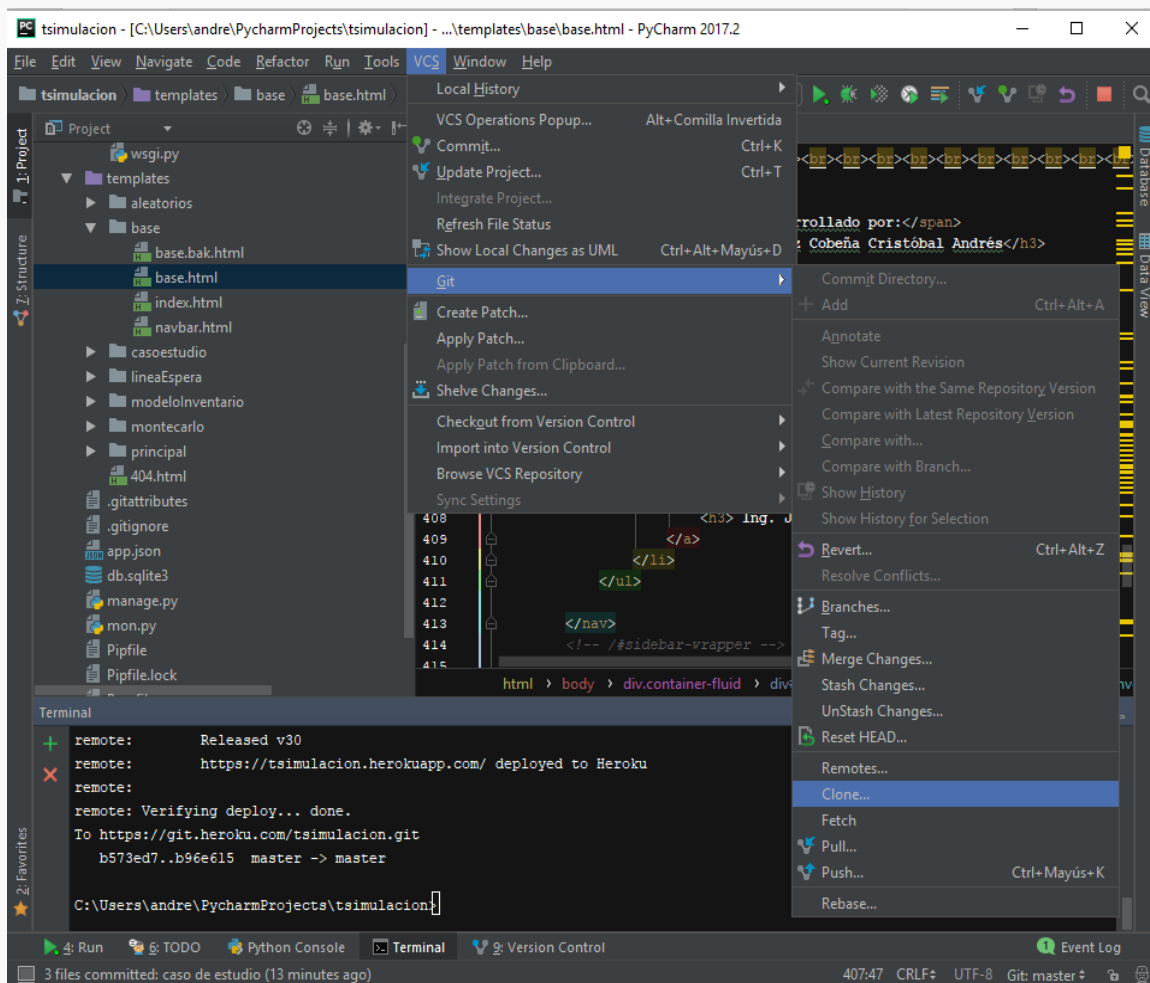 tsimulacion - [C:\Users\andre\PycharmProjects\tsimulacion] - ...\templates\base\base.html - PyCharm 2017.2
File Edit View Navigate Code Refactor Run Tools VCS Window Help
tsimulacion templates base base.html
1: Project
7: Structure
2: Favorites
Project
wsgi.py
templates
aleatorios
base
base.bak.html
base.html
index.html
navbar.html
casoestudio
lineaEspera
modeloInventario
montecarlo
principal
404.html
.gitattributes
.gitignore
app.json
db.sqlite3
manage.py
mon.py
Pipfile
Pipfile.lock
Local History
VCS Operations Popup... Alt+Comilla Invertida
Commit... Ctrl+K
Update Project... Ctrl+T
Integrate Project...
Refresh File Status
Show Local Changes as UML Ctrl+Alt+Mayús+D
Git
Create Patch...
Apply Patch...
Apply Patch from Clipboard...
Shelve Changes...
Checkout from Version Control
Import into Version Control
Browse VCS Repository
Sync Settings
Commit Directory...
Add Ctrl+Alt+A
Annotate
Show Current Revision
Compare with the Same Repository Version
Compare with Latest Repository Version
Compare with...
Compare with Branch...
Show History
Show History for Selection
Revert... Ctrl+Alt+Z
Resolve Conflicts...
Branches...
Tag...
Merge Changes...
Stash Changes...
UnStash Changes...
Reset HEAD...
Remotes...
Clone...
Fetch
Pull...
Push... Ctrl+Mayús+K
Rebase...
><br><br><br><br><br><br><br><br><br><br>
rrollado por:</span>
z Cobeña Cristóbal Andrés</h3>
408 <h3> Ing. J
409 </a>
410 </li>
411 </ul>
412
413 </nav>
414 <!-- /#sidebar-wrapper -->
415
html › body › div.container-fluid › div
Database
Data View
Terminal
remote: Released v30
remote: https://tsimulacion.herokuapp.com/ deployed to Heroku
remote:
remote: Verifying deploy... done.
To https://git.heroku.com/tsimulacion.git
b573ed7..b96e615 master -> master
C:\Users\andre\PycharmProjects\tsimulacion>
4: Run 6: TODO Python Console Terminal 9: Version Control 1 Event Log
3 files committed: caso de estudio (13 minutes ago) 407:47 CRLF UTF-8 Git: master